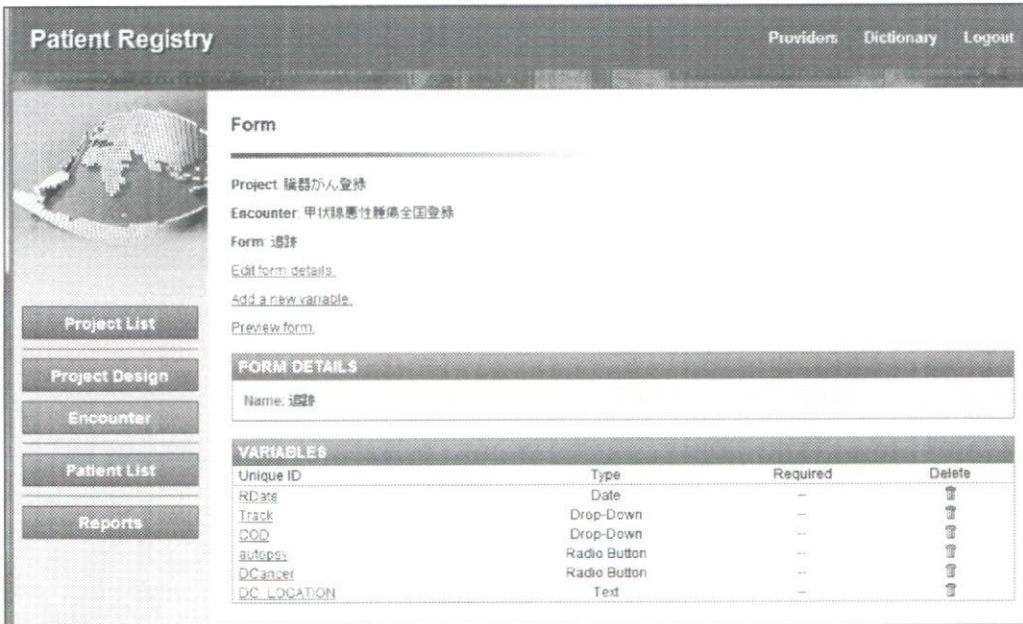 Patient Registry
Providers Dictionary Logout
Form
Project: 臓器がん登録
Encounter: 甲状腺悪性腫瘍全国登録
Form: 追跡
Edit form details.
Add a new variable.
Preview form.
Project List
Project Design
Encounter
Patient List
Reports
FORM DETAILS
Name: 追跡
VARIABLES
Unique ID Type Required Delete
RDate Date --
Track Drop-Down --
COD Drop-Down --
autopsy Radio Button --
DCancer Radio Button --
DC_LOCATION Text --